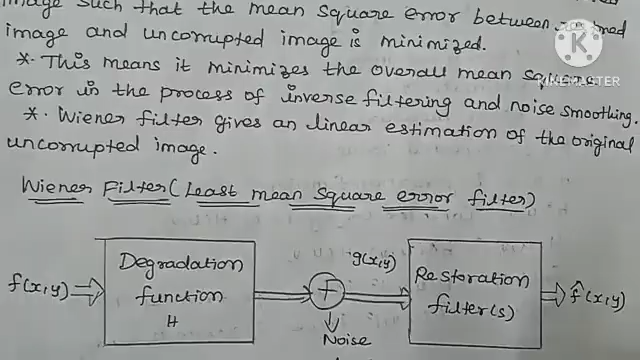 image such that the mean square error between
image and uncorrupted image is minimized.
*. This means it minimizes the overall mean square
error in the process of inverse filtering and noise smoothing.
*. Wiener filter gives an linear estimation of the original
uncorrupted image.
Wiener Filter (Least mean square error filter)
f(x,y)
Degradation
function
H
+
Noise
g(x,y)
Restoration
filter(s)
f̂(x,y)
K
KINEMASTER